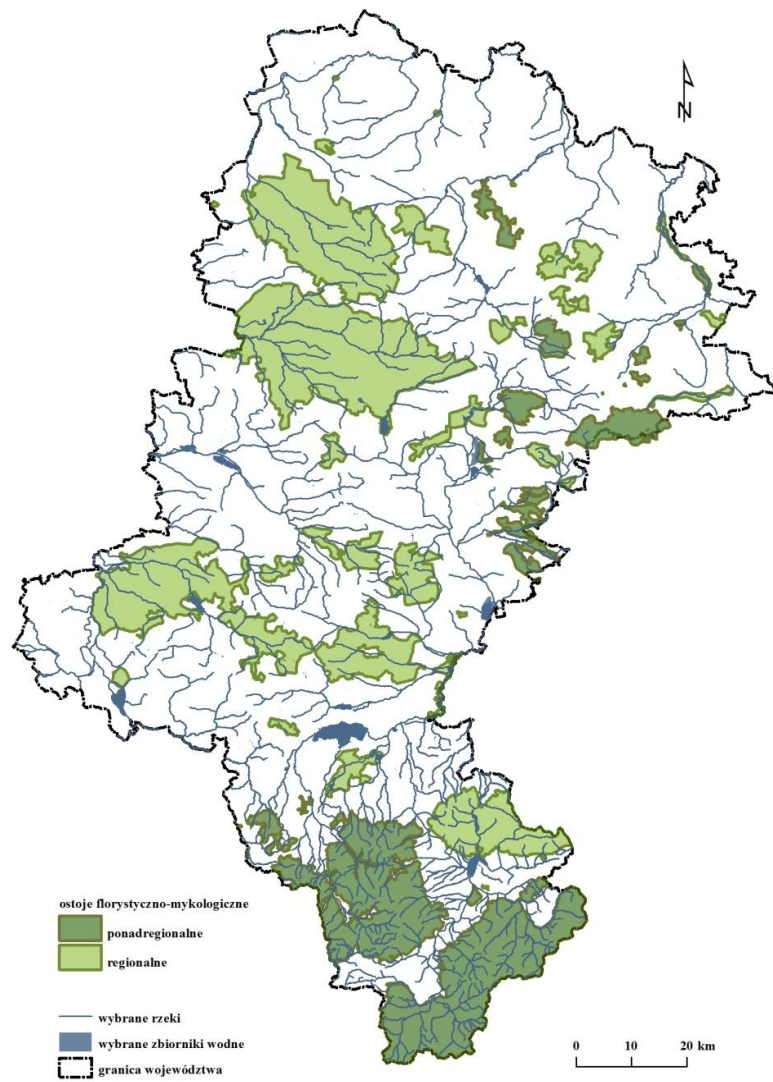 N
ostoje florystyczno-mykologiczne
ponadregionalne
regionalne
wybrane rzeki
wybrane zbiorniki wodne
granica województwa
0 10 20 km